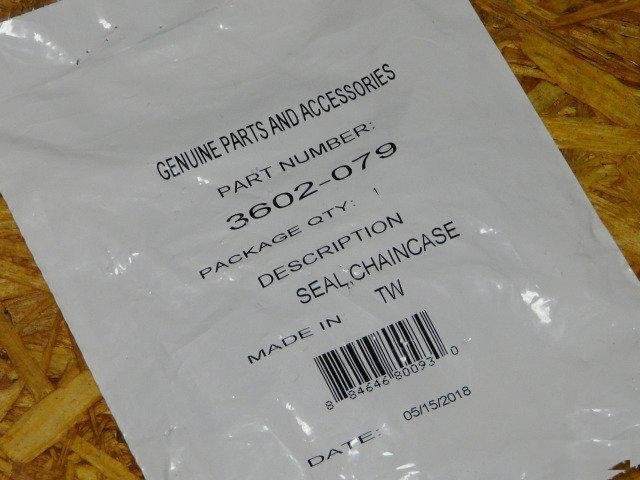 GENUINE PARTS AND ACCESSORIES
PART NUMBER:
3602-079
PACKAGE QTY: 1
DESCRIPTION
SEAL,CHAINCASE
MADE IN TW
8 84646 80093 0
DATE: 05/15/2018